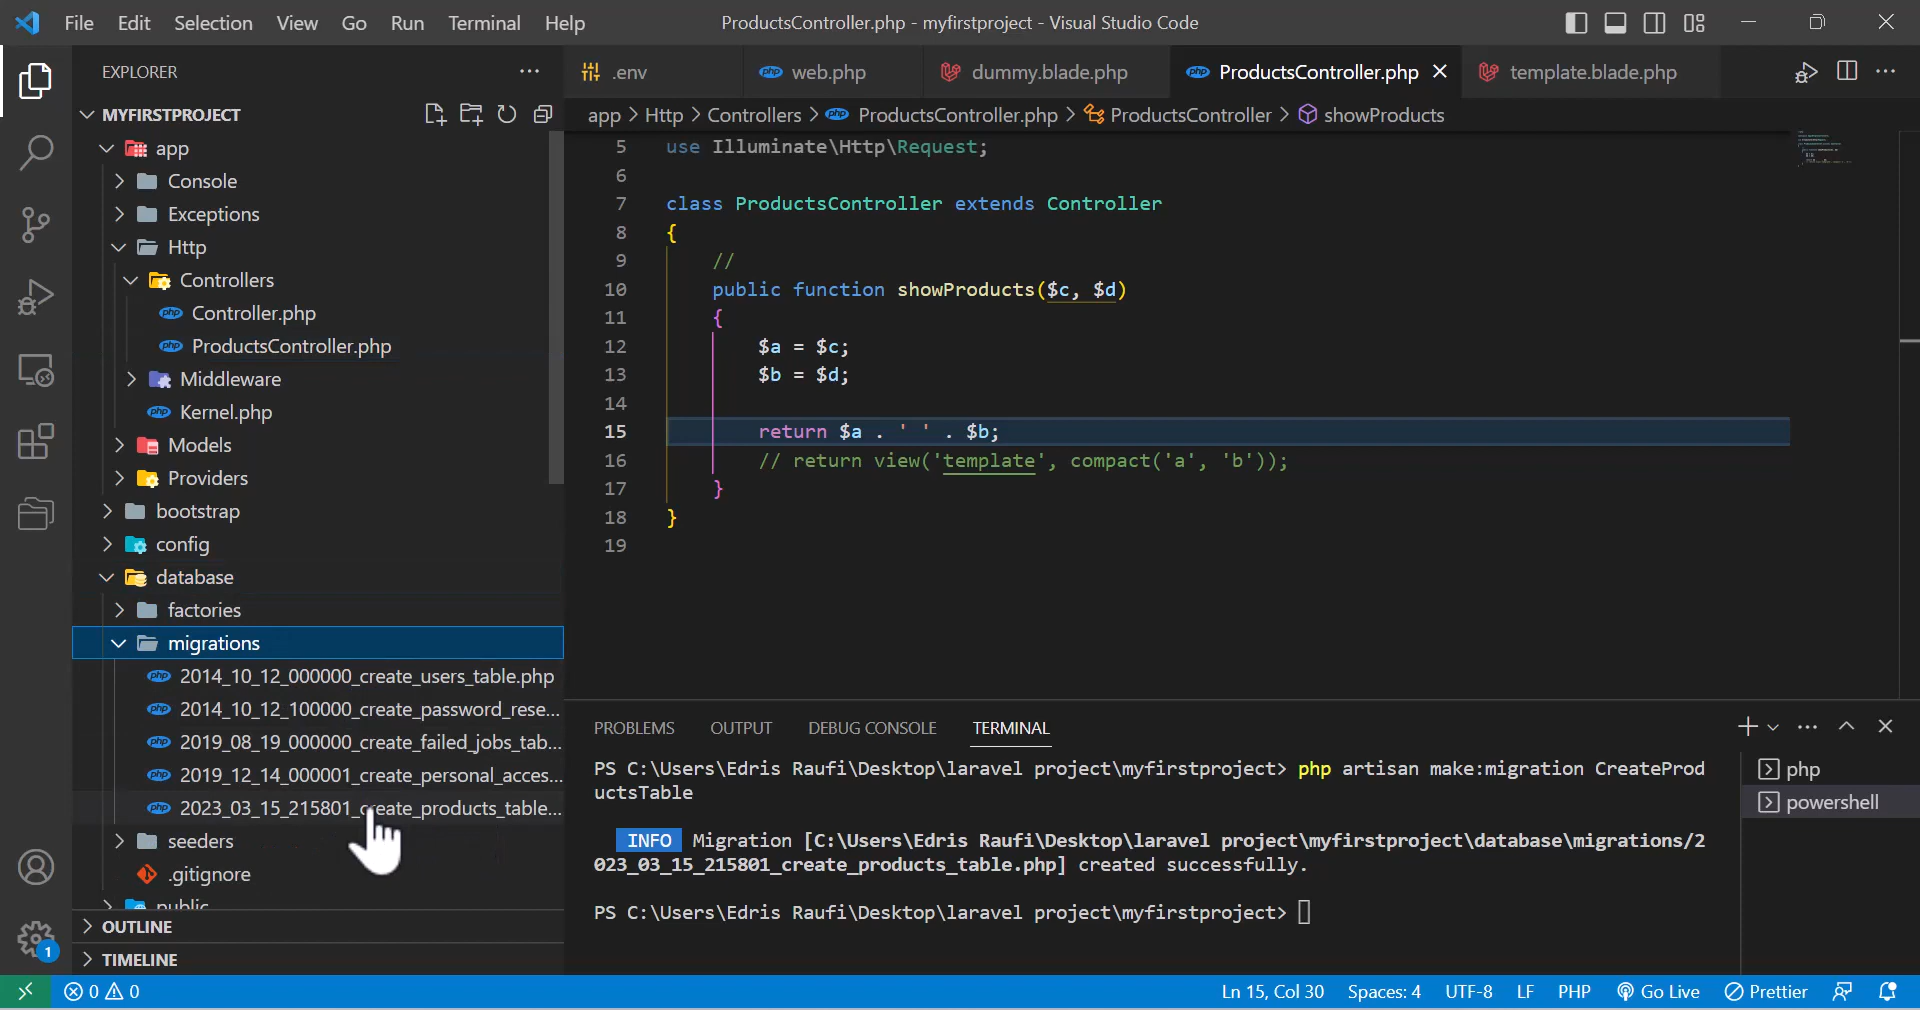 File Edit Selection View Go Run Terminal Help
ProductsController.php - myfirstproject - Visual Studio Code
EXPLORER
MYFIRSTPROJECT
app
Console
Exceptions
Http
Controllers
Controller.php
ProductsController.php
Middleware
Kernel.php
Models
Providers
bootstrap
config
database
factories
migrations
2014_10_12_000000_create_users_table.php
2014_10_12_100000_create_password_rese...
2019_08_19_000000_create_failed_jobs_tab...
2019_12_14_000001_create_personal_acces...
2023_03_15_215801_create_products_table...
seeders
.gitignore
public
OUTLINE
TIMELINE
.env web.php dummy.blade.php ProductsController.php template.blade.php
app > Http > Controllers > ProductsController.php > ProductsController > showProducts
5 use Illuminate\Http\Request;
6
7 class ProductsController extends Controller
8 {
9 //
10 public function showProducts($c, $d)
11 {
12 $a = $c;
13 $b = $d;
14
15 return $a . ' ' . $b;
16 // return view('template', compact('a', 'b'));
17 }
18 }
19
PROBLEMS OUTPUT DEBUG CONSOLE TERMINAL
PS C:\Users\Edris Raufi\Desktop\laravel project\myfirstproject> php artisan make:migration CreateProd
uctsTable
INFO Migration [C:\Users\Edris Raufi\Desktop\laravel project\myfirstproject\database\migrations/2
023_03_15_215801_create_products_table.php] created successfully.
PS C:\Users\Edris Raufi\Desktop\laravel project\myfirstproject>
php
powershell
1
0 0 Ln 15, Col 30 Spaces: 4 UTF-8 LF PHP Go Live Prettier